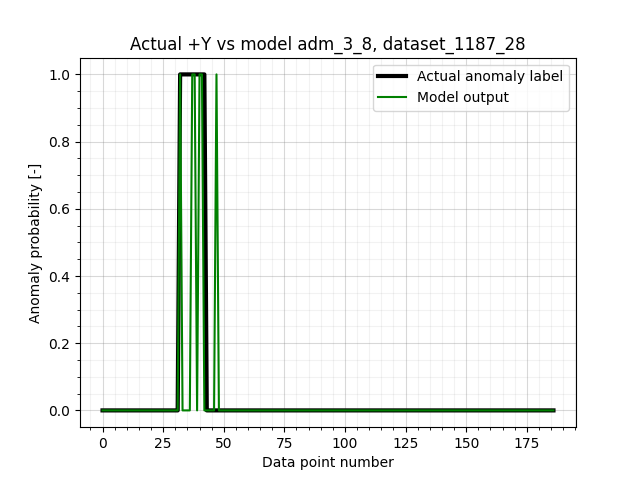 Actual +Y vs model adm_3_8, dataset_1187_28
Actual anomaly label
Model output
Anomaly probability [-]
1.0
0.8
0.6
0.4
0.2
0.0
0 25 50 75 100 125 150 175
Data point number